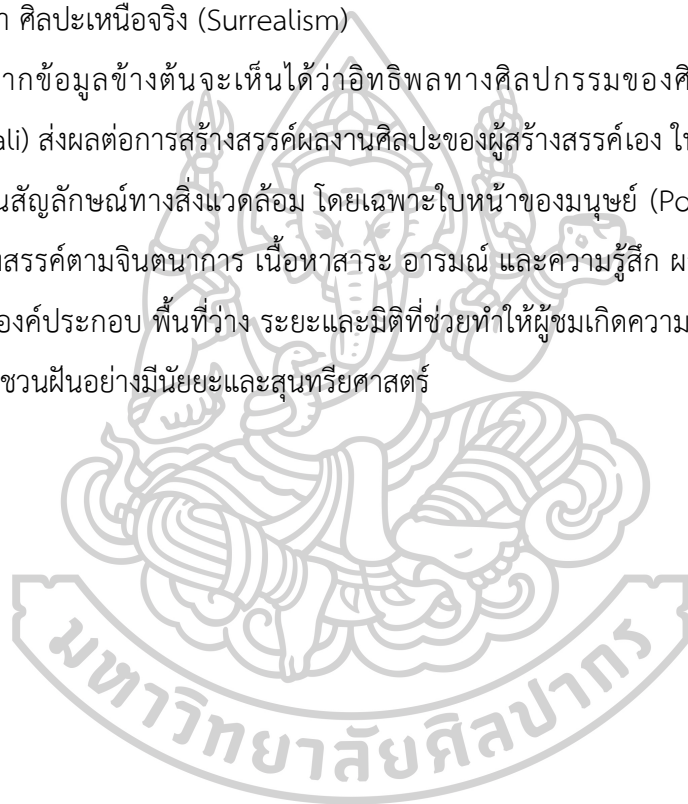 า ศิลปะเหนือจริง (Surrealism)
ากข้อมูลข้างต้นจะเห็นได้ว่าอิทธิพลทางศิลปกรรมของศิ
ali) ส่งผลต่อการสร้างสรรค์ผลงานศิลปะของผู้สร้างสรรค์เอง ใน
นสัญลักษณ์ทางสิ่งแวดล้อม โดยเฉพาะใบหน้าของมนุษย์ (Po
งสรรค์ตามจินตนาการ เนื้อหาสาระ อารมณ์ และความรู้สึก ผ
องค์ประกอบ พื้นที่ว่าง ระยะและมิติที่ช่วยทำให้ผู้ชมเกิดความ
ชวนฝันอย่างมีนัยยะและสุนทรียศาสตร์
มหาวิทยาลัยศิลปากร